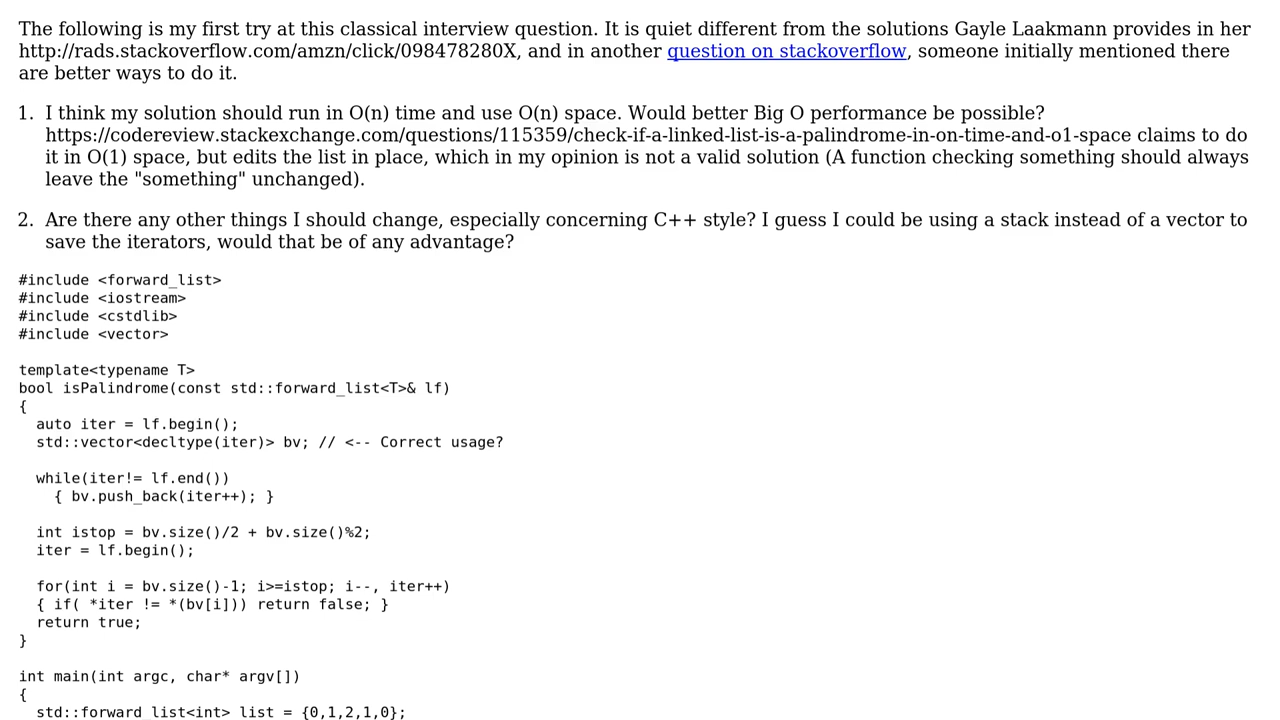 The following is my first try at this classical interview question. It is quiet different from the solutions Gayle Laakmann provides in her
http://rads.stackoverflow.com/amzn/click/098478280X, and in another question on stackoverflow, someone initially mentioned there
are better ways to do it.
1. I think my solution should run in O(n) time and use O(n) space. Would better Big O performance be possible?
https://codereview.stackexchange.com/questions/115359/check-if-a-linked-list-is-a-palindrome-in-on-time-and-o1-space claims to do
it in O(1) space, but edits the list in place, which in my opinion is not a valid solution (A function checking something should always
leave the "something" unchanged).
2. Are there any other things I should change, especially concerning C++ style? I guess I could be using a stack instead of a vector to
save the iterators, would that be of any advantage?
#include <forward_list>
#include <iostream>
#include <cstdlib>
#include <vector>
template<typename T>
bool isPalindrome(const std::forward_list<T>& lf)
{
  auto iter = lf.begin();
  std::vector<decltype(iter)> bv; // <-- Correct usage?
  while(iter!= lf.end())
    { bv.push_back(iter++); }
  int istop = bv.size()/2 + bv.size()%2;
  iter = lf.begin();
  for(int i = bv.size()-1; i>=istop; i--, iter++)
  { if( *iter != *(bv[i])) return false; }
  return true;
}
int main(int argc, char* argv[])
{
  std::forward_list<int> list = {0,1,2,1,0};